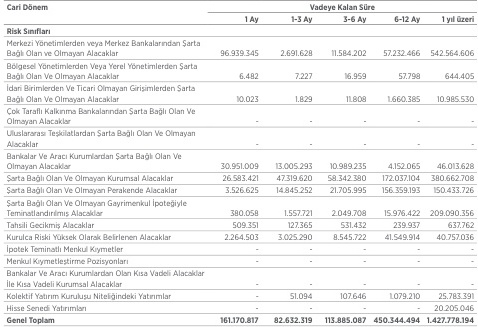 Cari Dönem Vadeye Kalan Süre
1 Ay 1-3 Ay 3-6 Ay 6-12 Ay 1 yıl üzeri
Risk Sınıfları
Merkezi Yönetimlerden veya Merkez Bankalarından Şarta
Bağlı Olan ve Olmayan Alacaklar 96.939.345 2.691.628 11.584.202 57.232.466 542.564.606
Bölgesel Yönetimlerden Veya Yerel Yönetimlerden Şarta
Bağlı Olan Ve Olmayan Alacaklar 6.482 7.227 16.959 57.798 644.405
İdari Birimlerden Ve Ticari Olmayan Girişimlerden Şarta
Bağlı Olan Ve Olmayan Alacaklar 10.023 1.829 11.808 1.660.385 10.985.530
Çok Taraflı Kalkınma Bankalarından Şarta Bağlı Olan Ve
Olmayan Alacaklar - - - - -
Uluslararası Teşkilatlardan Şarta Bağlı Olan Ve Olmayan
Alacaklar - - - - -
Bankalar Ve Aracı Kurumlardan Şarta Bağlı Olan Ve
Olmayan Alacaklar 30.951.009 13.005.293 10.989.235 4.152.065 46.013.628
Şarta Bağlı Olan Ve Olmayan Kurumsal Alacaklar 26.583.421 47.319.620 58.342.380 172.037.104 380.662.708
Şarta Bağlı Olan Ve Olmayan Perakende Alacaklar 3.526.625 14.845.252 21.705.995 156.359.193 150.433.726
Şarta Bağlı Olan Ve Olmayan Gayrimenkul İpoteğiyle
Teminatlandırılmış Alacaklar 380.058 1.557.721 2.049.708 15.976.422 209.090.356
Tahsili Gecikmiş Alacaklar 509.351 127.365 531.432 239.937 637.762
Kurulca Riski Yüksek Olarak Belirlenen Alacaklar 2.264.503 3.025.290 8.545.722 41.549.914 40.757.036
İpotek Teminatlı Menkul Kıymetler - - - - -
Menkul Kıymetleştirme Pozisyonları - - - - -
Bankalar Ve Aracı Kurumlardan Olan Kısa Vadeli Alacaklar
İle Kısa Vadeli Kurumsal Alacaklar - - - - -
Kolektif Yatırım Kuruluşu Niteliğindeki Yatırımlar - 51.094 107.646 1.079.210 25.783.391
Hisse Senedi Yatırımları - - - - 20.205.046
Genel Toplam 161.170.817 82.632.319 113.885.087 450.344.494 1.427.778.194